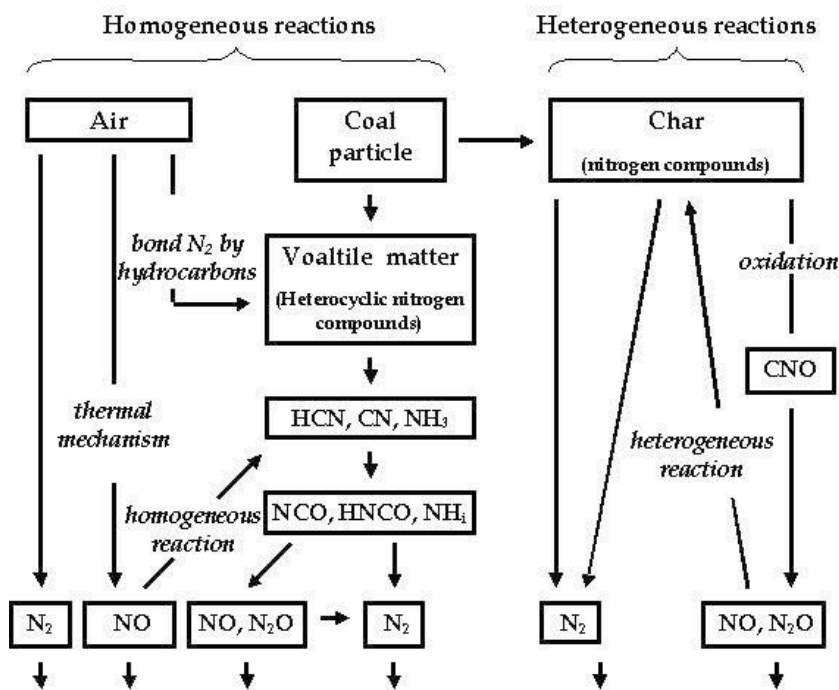 Homogeneous reactions
Heterogeneous reactions
Air
Coal
particle
Char
(nitrogen compounds)
bond N₂ by
hydrocarbons
Voaltile matter
(Heterocyclic nitrogen
compounds)
oxidation
CNO
HCN, CN, NH₃
thermal
mechanism
heterogeneous
reaction
NCO, HNCO, NHᵢ
homogeneous
reaction
N₂
NO
NO, N₂O
N₂
N₂
NO, N₂O